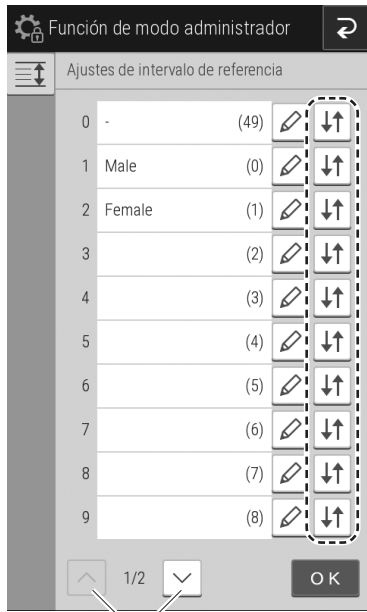 Función de modo administrador
Ajustes de intervalo de referencia
0 - (49)
1 Male (0)
2 Female (1)
3 (2)
4 (3)
5 (4)
6 (5)
7 (6)
8 (7)
9 (8)
1/2 OK